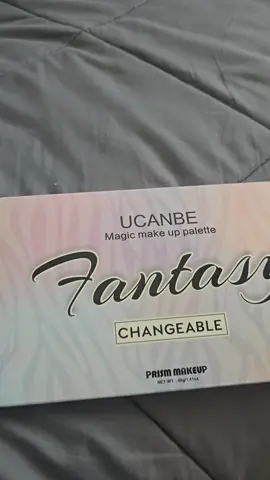 UCANBE
Magic make up palette
Fantasy
CHANGEABLE
PRISM MAKEUP